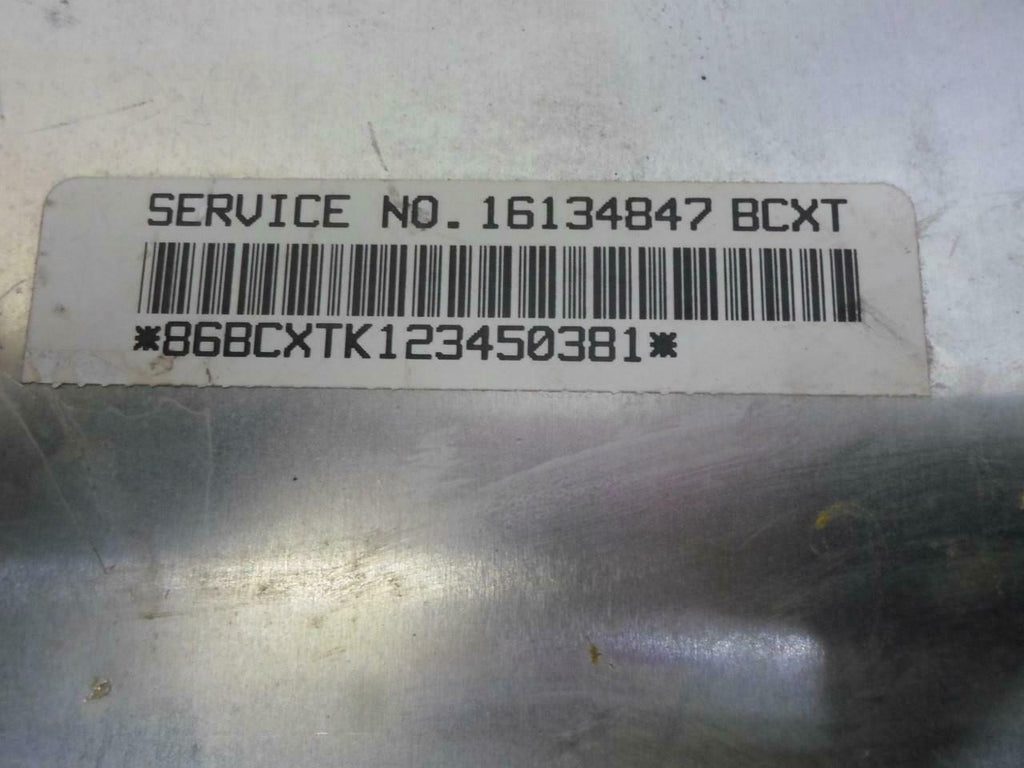 SERVICE NO. 16134847 BCXT
*86BCXTK123450381*